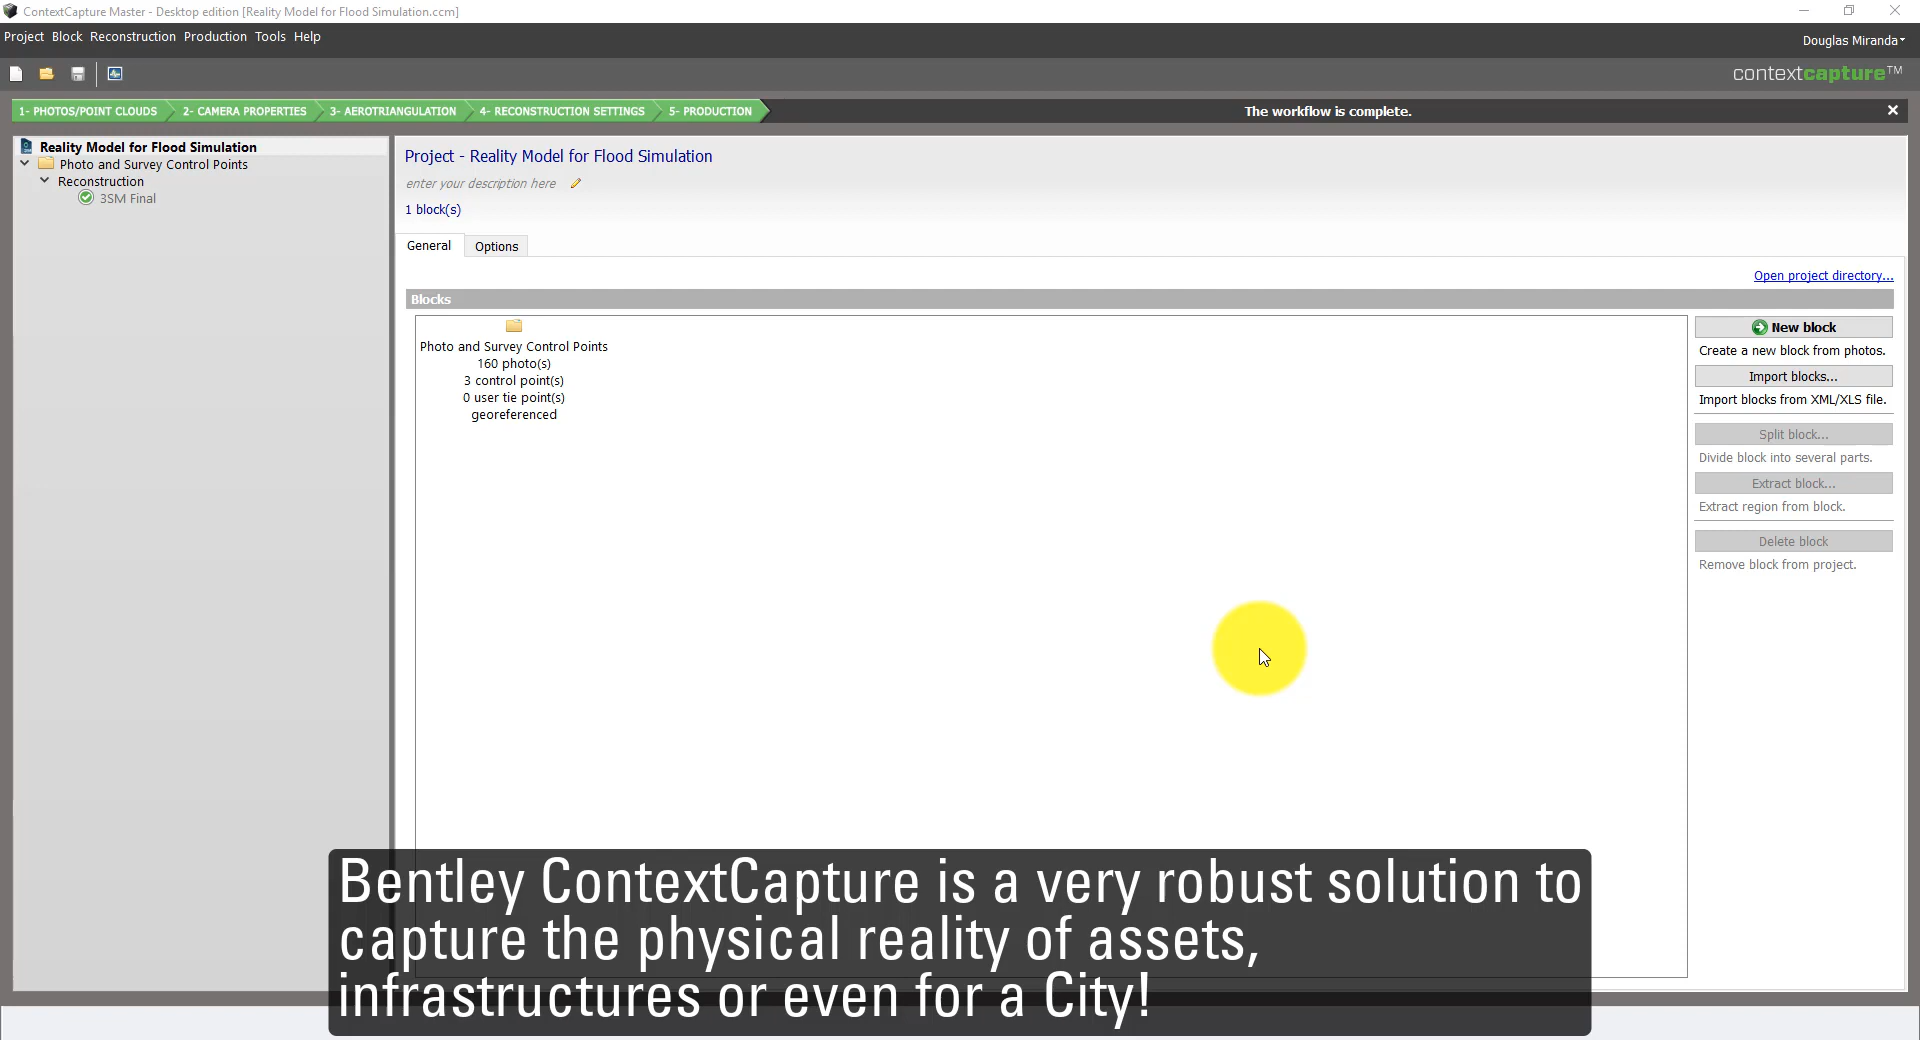 ContextCapture Master - Desktop edition [Reality Model for Flood Simulation.ccm]
Project Block Reconstruction Production Tools Help
Douglas Miranda
contextcapture™
1- PHOTOS/POINT CLOUDS 2- CAMERA PROPERTIES 3- AEROTRIANGULATION 4- RECONSTRUCTION SETTINGS 5- PRODUCTION The workflow is complete.
Reality Model for Flood Simulation
Photo and Survey Control Points
Reconstruction
3SM Final
Project - Reality Model for Flood Simulation
enter your description here
1 block(s)
General Options
Open project directory...
Blocks
Photo and Survey Control Points
160 photo(s)
3 control point(s)
0 user tie point(s)
georeferenced
New block
Create a new block from photos.
Import blocks...
Import blocks from XML/XLS file.
Split block...
Divide block into several parts.
Extract block...
Extract region from block.
Delete block
Remove block from project.
Bentley ContextCapture is a very robust solution to
capture the physical reality of assets,
infrastructures or even for a City!